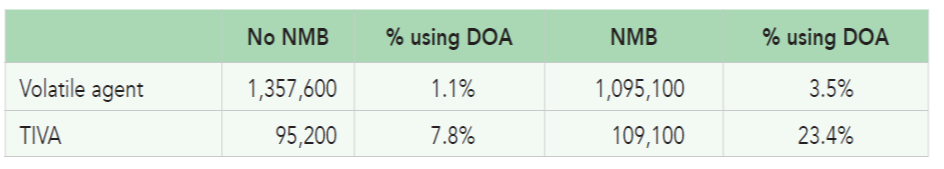 No NMB % using DOA NMB % using DOA
Volatile agent 1,357,600 1.1% 1,095,100 3.5%
TIVA 95,200 7.8% 109,100 23.4%